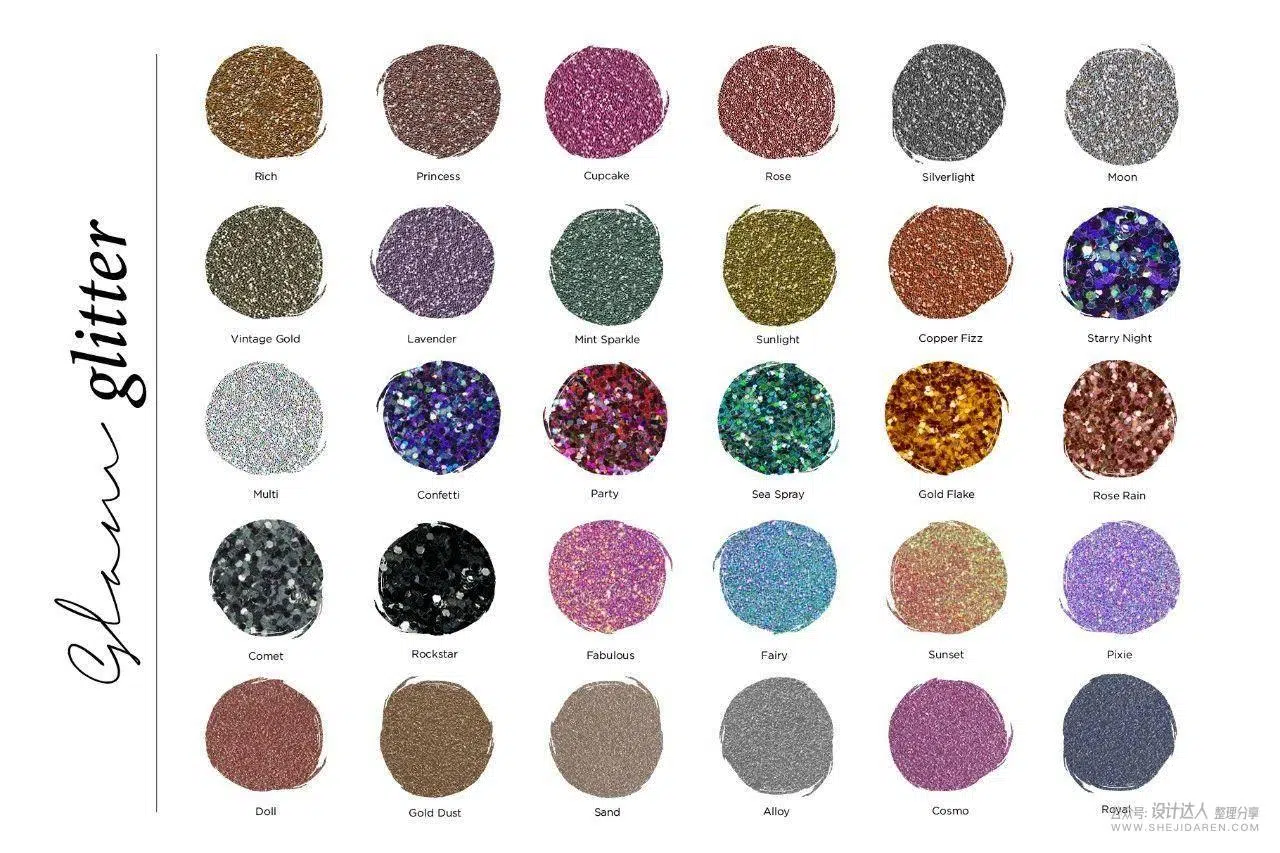 Glam glitter
Rich
Princess
Cupcake
Rose
Silverlight
Moon
Vintage Gold
Lavender
Mint Sparkle
Sunlight
Copper Fizz
Starry Night
Multi
Confetti
Party
Sea Spray
Gold Flake
Rose Rain
Comet
Rockstar
Fabulous
Fairy
Sunset
Pixie
Doll
Gold Dust
Sand
Alloy
Cosmo
Royal
公众号: 设计达人 整理分享
WWW.SHEJIDAREN.COM